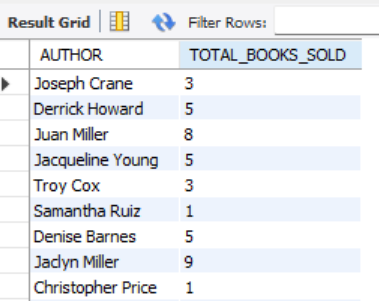 Result Grid Filter Rows:
AUTHOR TOTAL_BOOKS_SOLD
Joseph Crane 3
Derrick Howard 5
Juan Miller 8
Jacqueline Young 5
Troy Cox 3
Samantha Ruiz 1
Denise Barnes 5
Jaclyn Miller 9
Christopher Price 1